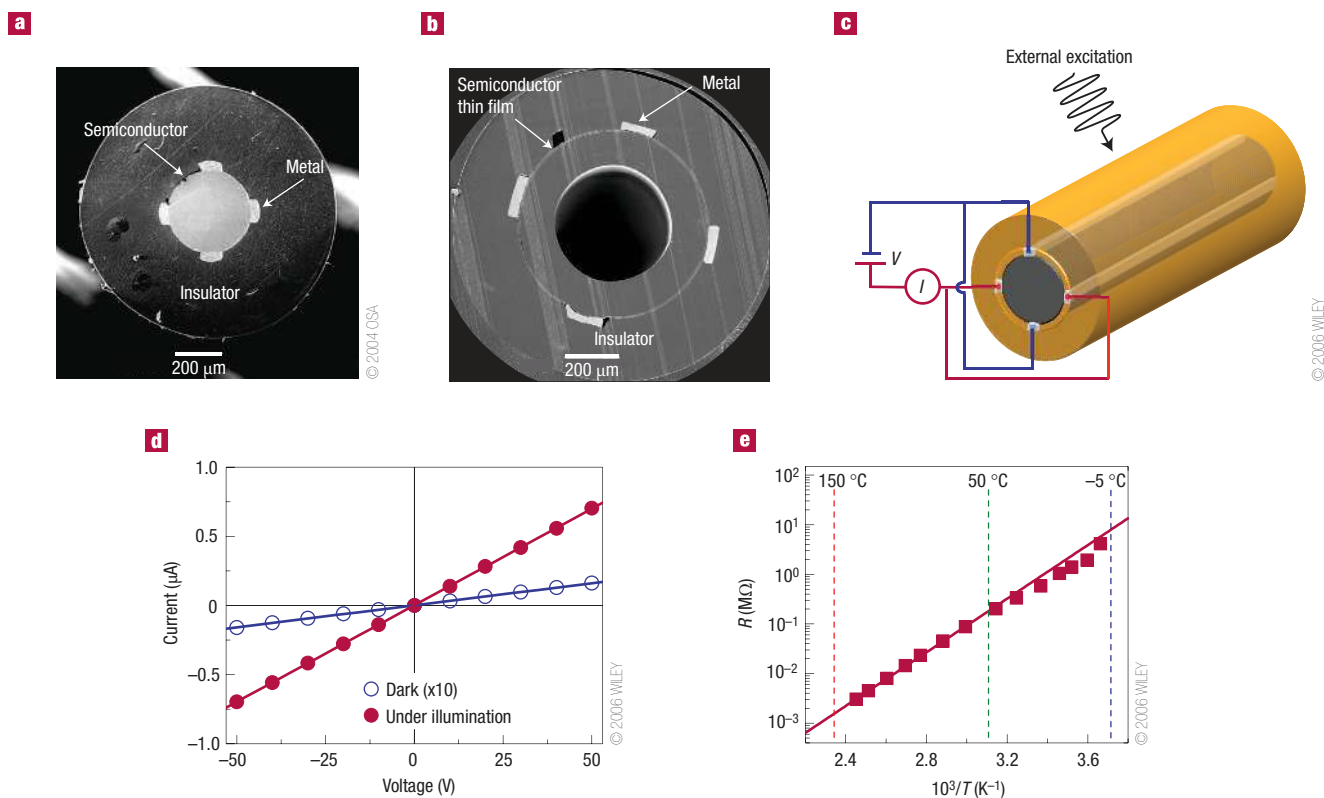 a
Semiconductor
Metal
Insulator
200 μm
© 2004 OSA
b
Semiconductor
thin film
Metal
Insulator
200 μm
c
External excitation
V
I
© 2006 WILEY
d
1.0
0.5
0
–0.5
–1.0
Current (μA)
Dark (x10)
Under illumination
–50
–25
0
25
50
Voltage (V)
© 2006 WILEY
e
10²
10¹
10⁰
10⁻¹
10⁻²
10⁻³
R (MΩ)
150 °C
50 °C
–5 °C
2.4
2.8
3.2
3.6
10³/T (K⁻¹)
© 2006 WILEY